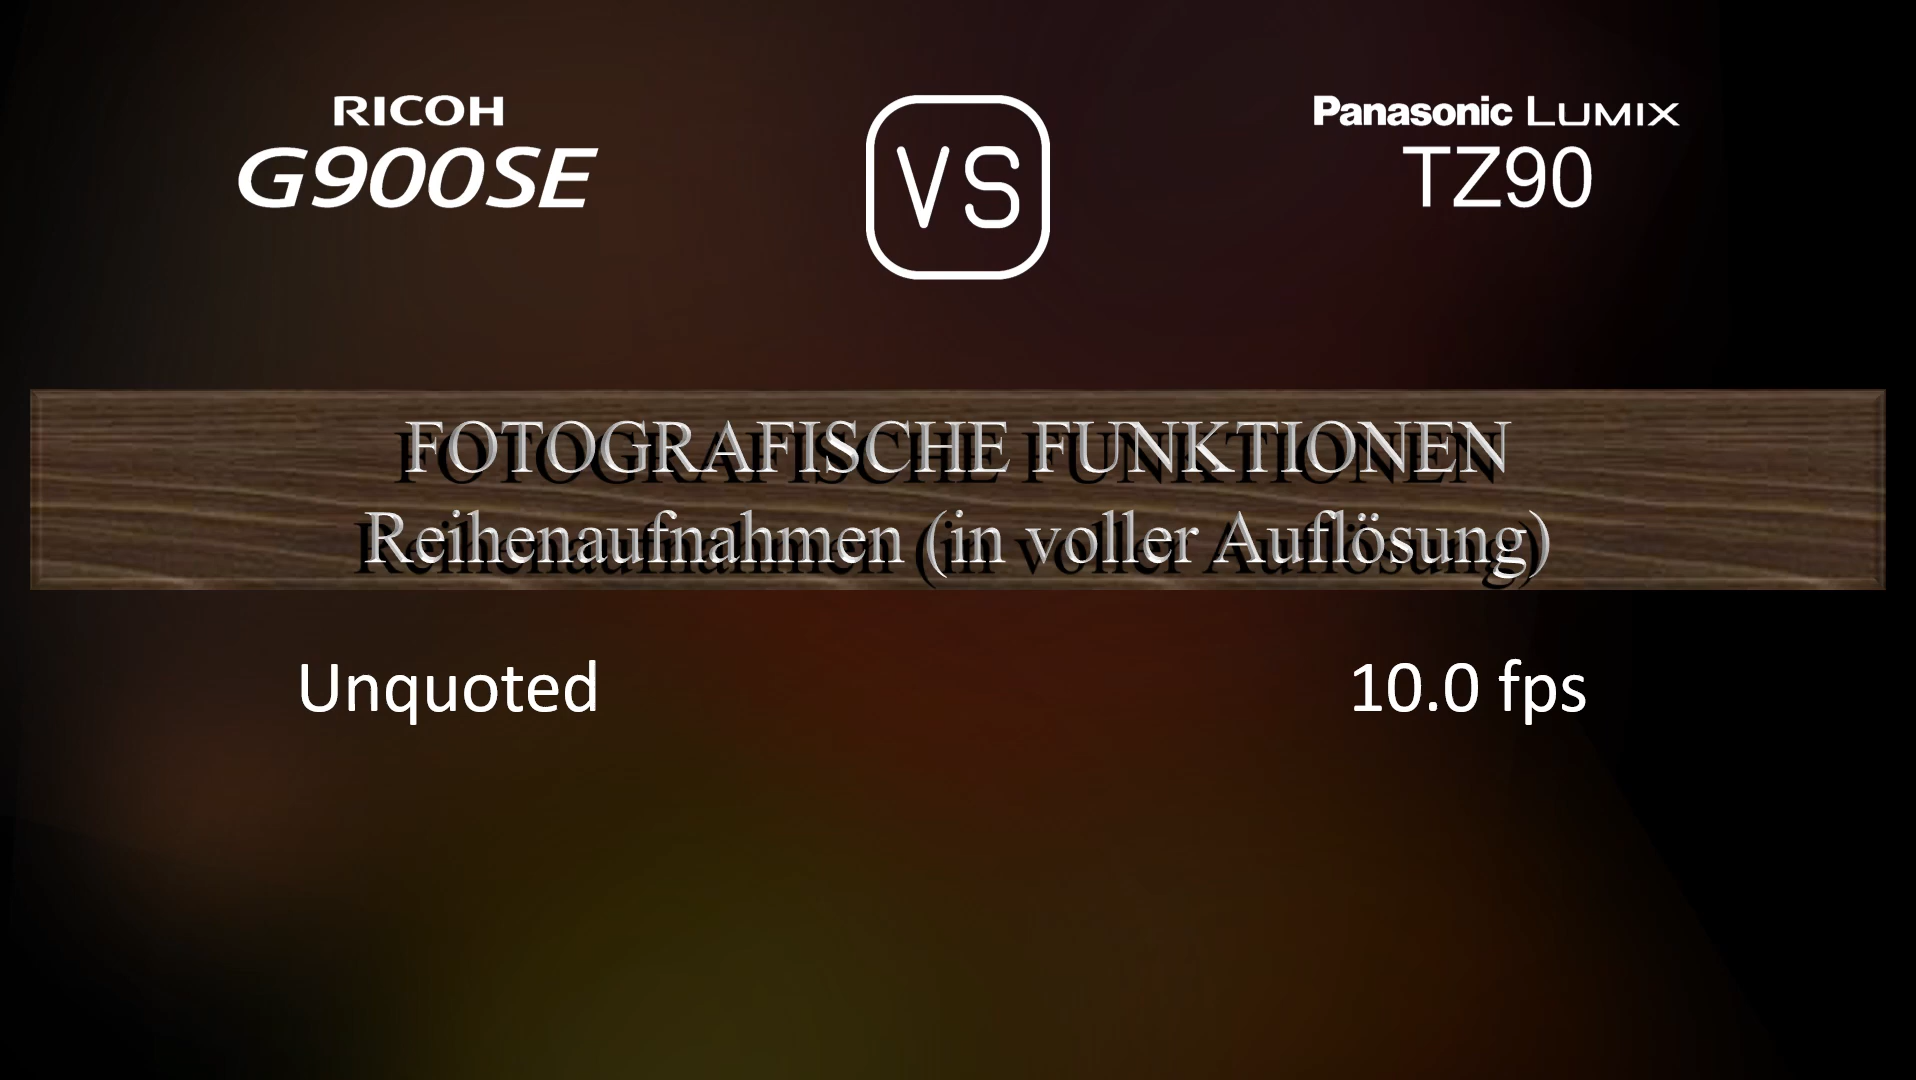 RICOH
G900SE
VS
Panasonic LUMIX
TZ90
FOTOGRAFISCHE FUNKTIONEN
Reihenaufnahmen (in voller Auflösung)
Unquoted
10.0 fps